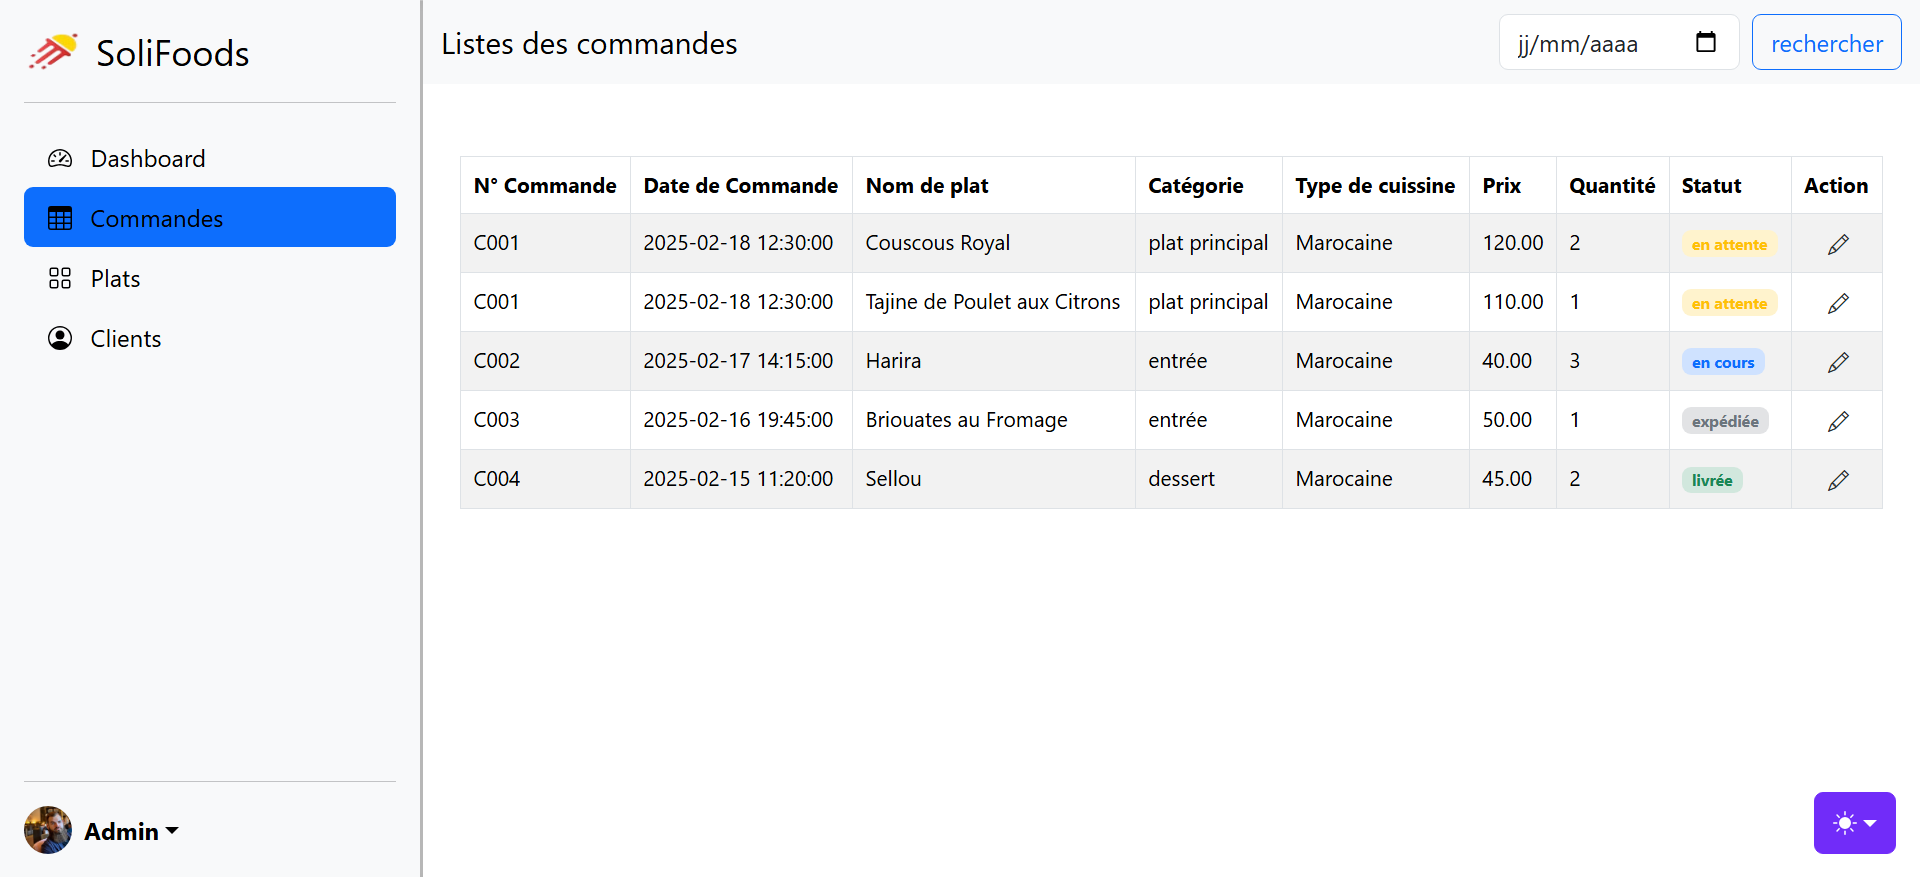 SoliFoods
Listes des commandes
jj/mm/aaaa
rechercher
Dashboard
Commandes
Plats
Clients
N° Commande Date de Commande Nom de plat Catégorie Type de cuissine Prix Quantité Statut Action
C001 2025-02-18 12:30:00 Couscous Royal plat principal Marocaine 120.00 2 en attente
C001 2025-02-18 12:30:00 Tajine de Poulet aux Citrons plat principal Marocaine 110.00 1 en attente
C002 2025-02-17 14:15:00 Harira entrée Marocaine 40.00 3 en cours
C003 2025-02-16 19:45:00 Briouates au Fromage entrée Marocaine 50.00 1 expédiée
C004 2025-02-15 11:20:00 Sellou dessert Marocaine 45.00 2 livrée
Admin